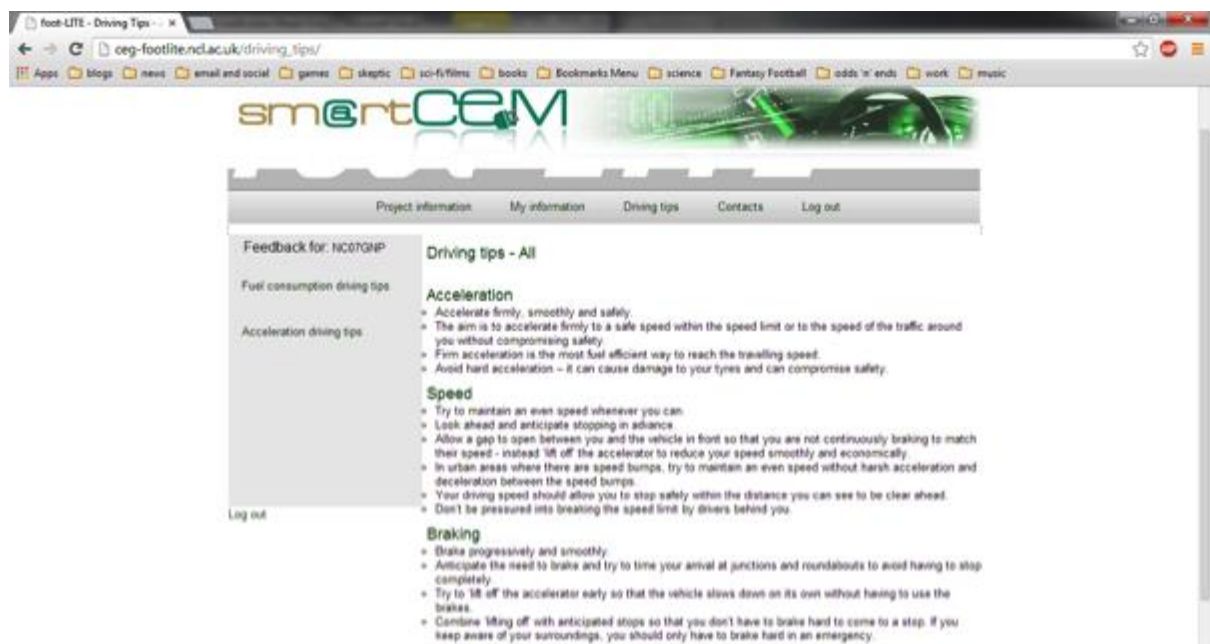 foot-LITE - Driving Tips -
ceg-footlite.ncl.ac.uk/driving_tips/
Apps blogs news email and social games skeptic sci-fi/films books Bookmarks Menu science Fantasy Football odds 'n' ends work music
sm@rtCEM
Project information My information Driving tips Contacts Log out
Feedback for: NC07GNP
Fuel consumption driving tips
Acceleration driving tips
Log out
Driving tips - All
Acceleration
Accelerate firmly, smoothly and safely.
The aim is to accelerate firmly to a safe speed within the speed limit or to the speed of the traffic around
you without compromising safety.
Firm acceleration is the most fuel efficient way to reach the travelling speed.
Avoid hard acceleration – it can cause damage to your tyres and can compromise safety.
Speed
Try to maintain an even speed whenever you can.
Look ahead and anticipate stopping in advance.
Allow a gap to open between you and the vehicle in front so that you are not continuously braking to match
their speed - instead 'lift off' the accelerator to reduce your speed smoothly and economically.
In urban areas where there are speed bumps, try to maintain an even speed without harsh acceleration and
deceleration between the speed bumps.
Your driving speed should allow you to stop safely within the distance you can see to be clear ahead.
Don't be pressured into breaking the speed limit by drivers behind you.
Braking
Brake progressively and smoothly.
Anticipate the need to brake and try to time your arrival at junctions and roundabouts to avoid having to stop
completely.
Try to 'lift off' the accelerator early so that the vehicle slows down on its own without having to use the
brakes.
Combine 'lifting off' with anticipated stops so that you don't have to brake hard to come to a stop. If you
keep aware of your surroundings, you should only have to brake hard in an emergency.